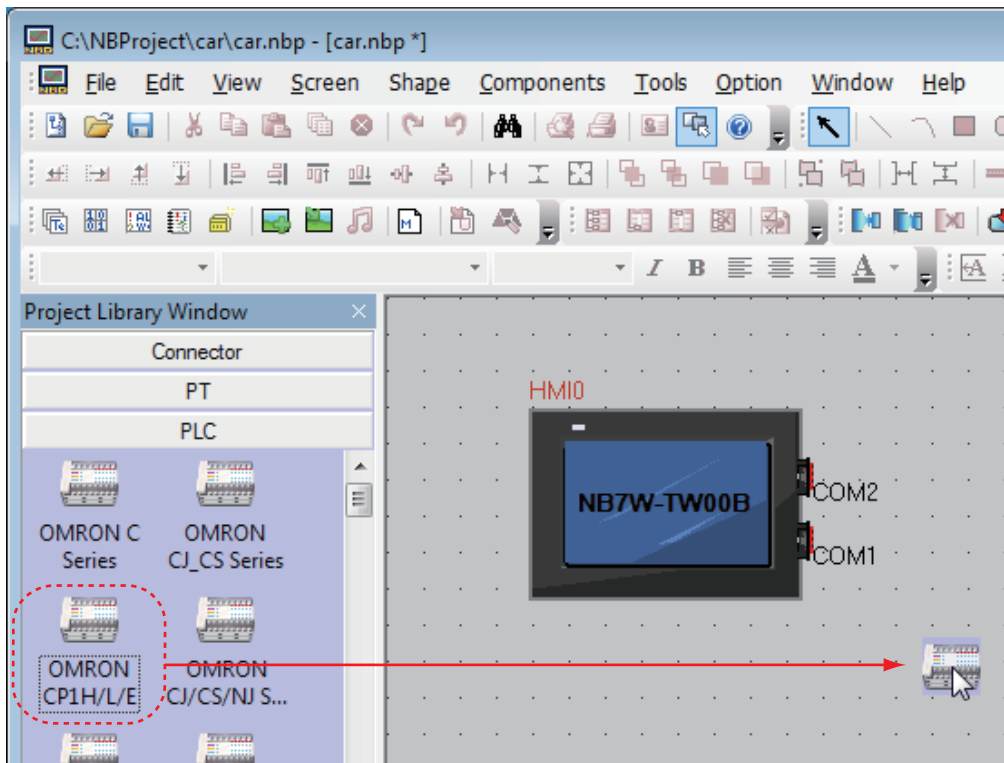 C:\NBProject\car\car.nbp - [car.nbp *]
File Edit View Screen Shape Components Tools Option Window Help
I B A A
Project Library Window
Connector
PT
PLC
OMRON C Series
OMRON CJ_CS Series
OMRON CP1H/L/E
OMRON CJ/CS/NJ S...
HMI0
NB7W-TW00B
COM2
COM1